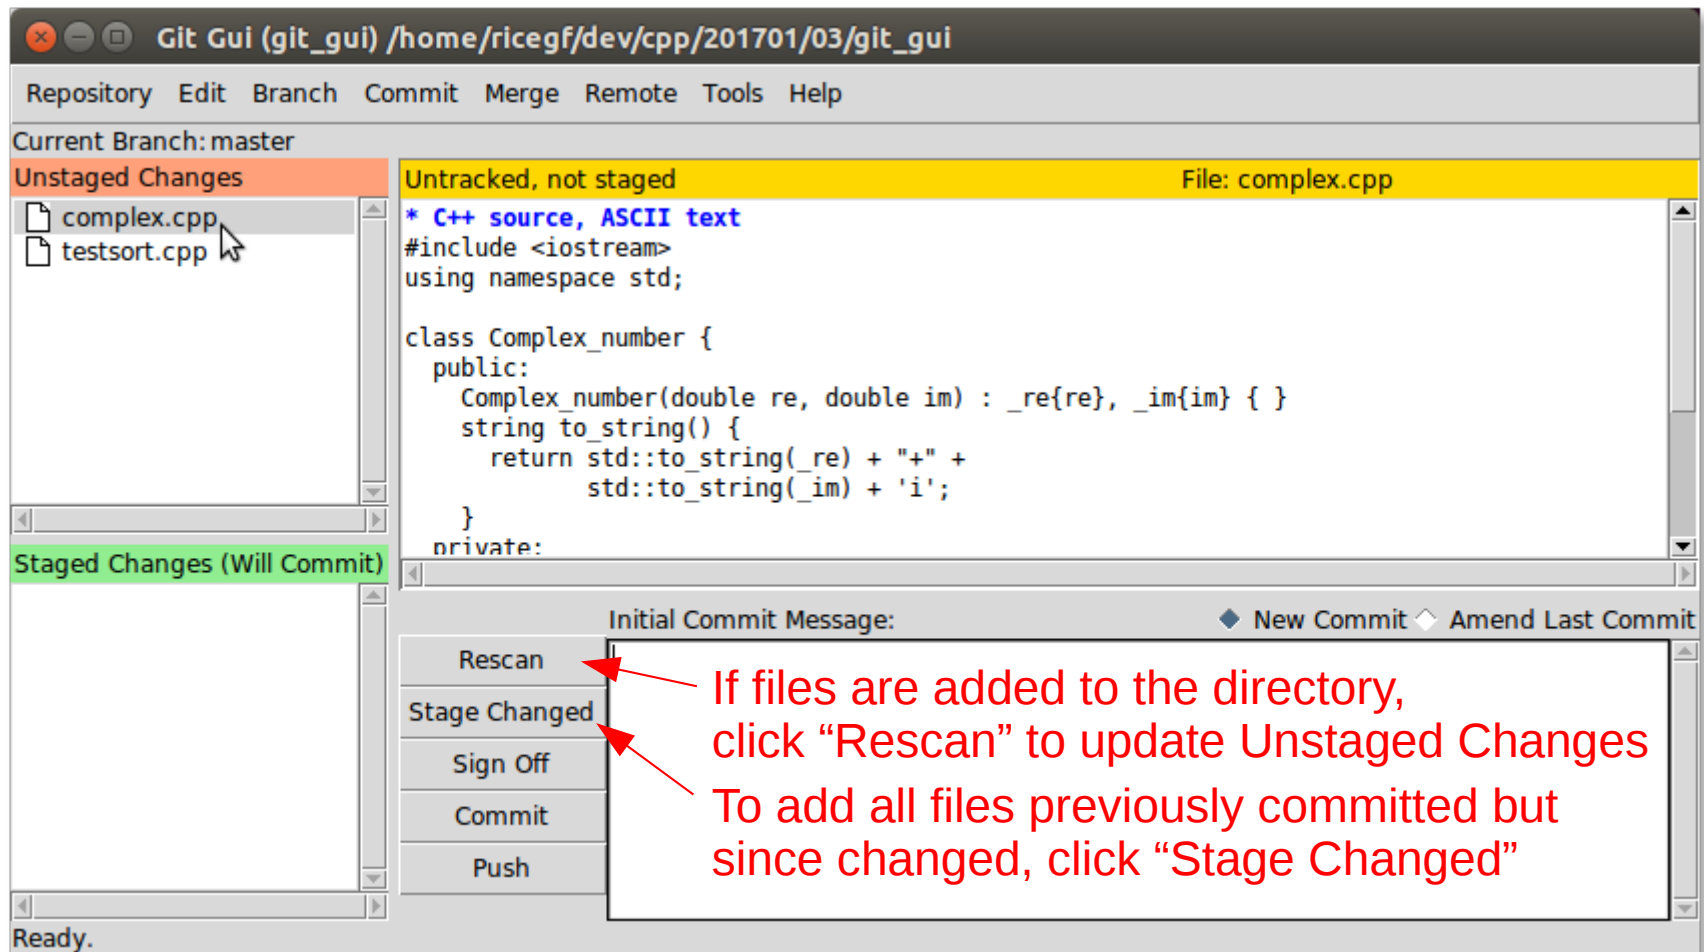 Git Gui (git_gui) /home/ricegf/dev/cpp/201701/03/git_gui
Repository Edit Branch Commit Merge Remote Tools Help
Current Branch: master
Unstaged Changes
complex.cpp
testsort.cpp
Untracked, not staged File: complex.cpp
* C++ source, ASCII text
#include <iostream>
using namespace std;
class Complex_number {
  public:
    Complex_number(double re, double im) : _re{re}, _im{im} { }
    string to_string() {
      return std::to_string(_re) + "+" +
             std::to_string(_im) + 'i';
    }
  private:
Staged Changes (Will Commit)
Initial Commit Message: New Commit Amend Last Commit
Rescan
Stage Changed
Sign Off
Commit
Push
If files are added to the directory,
click “Rescan” to update Unstaged Changes
To add all files previously committed but
since changed, click “Stage Changed”
Ready.